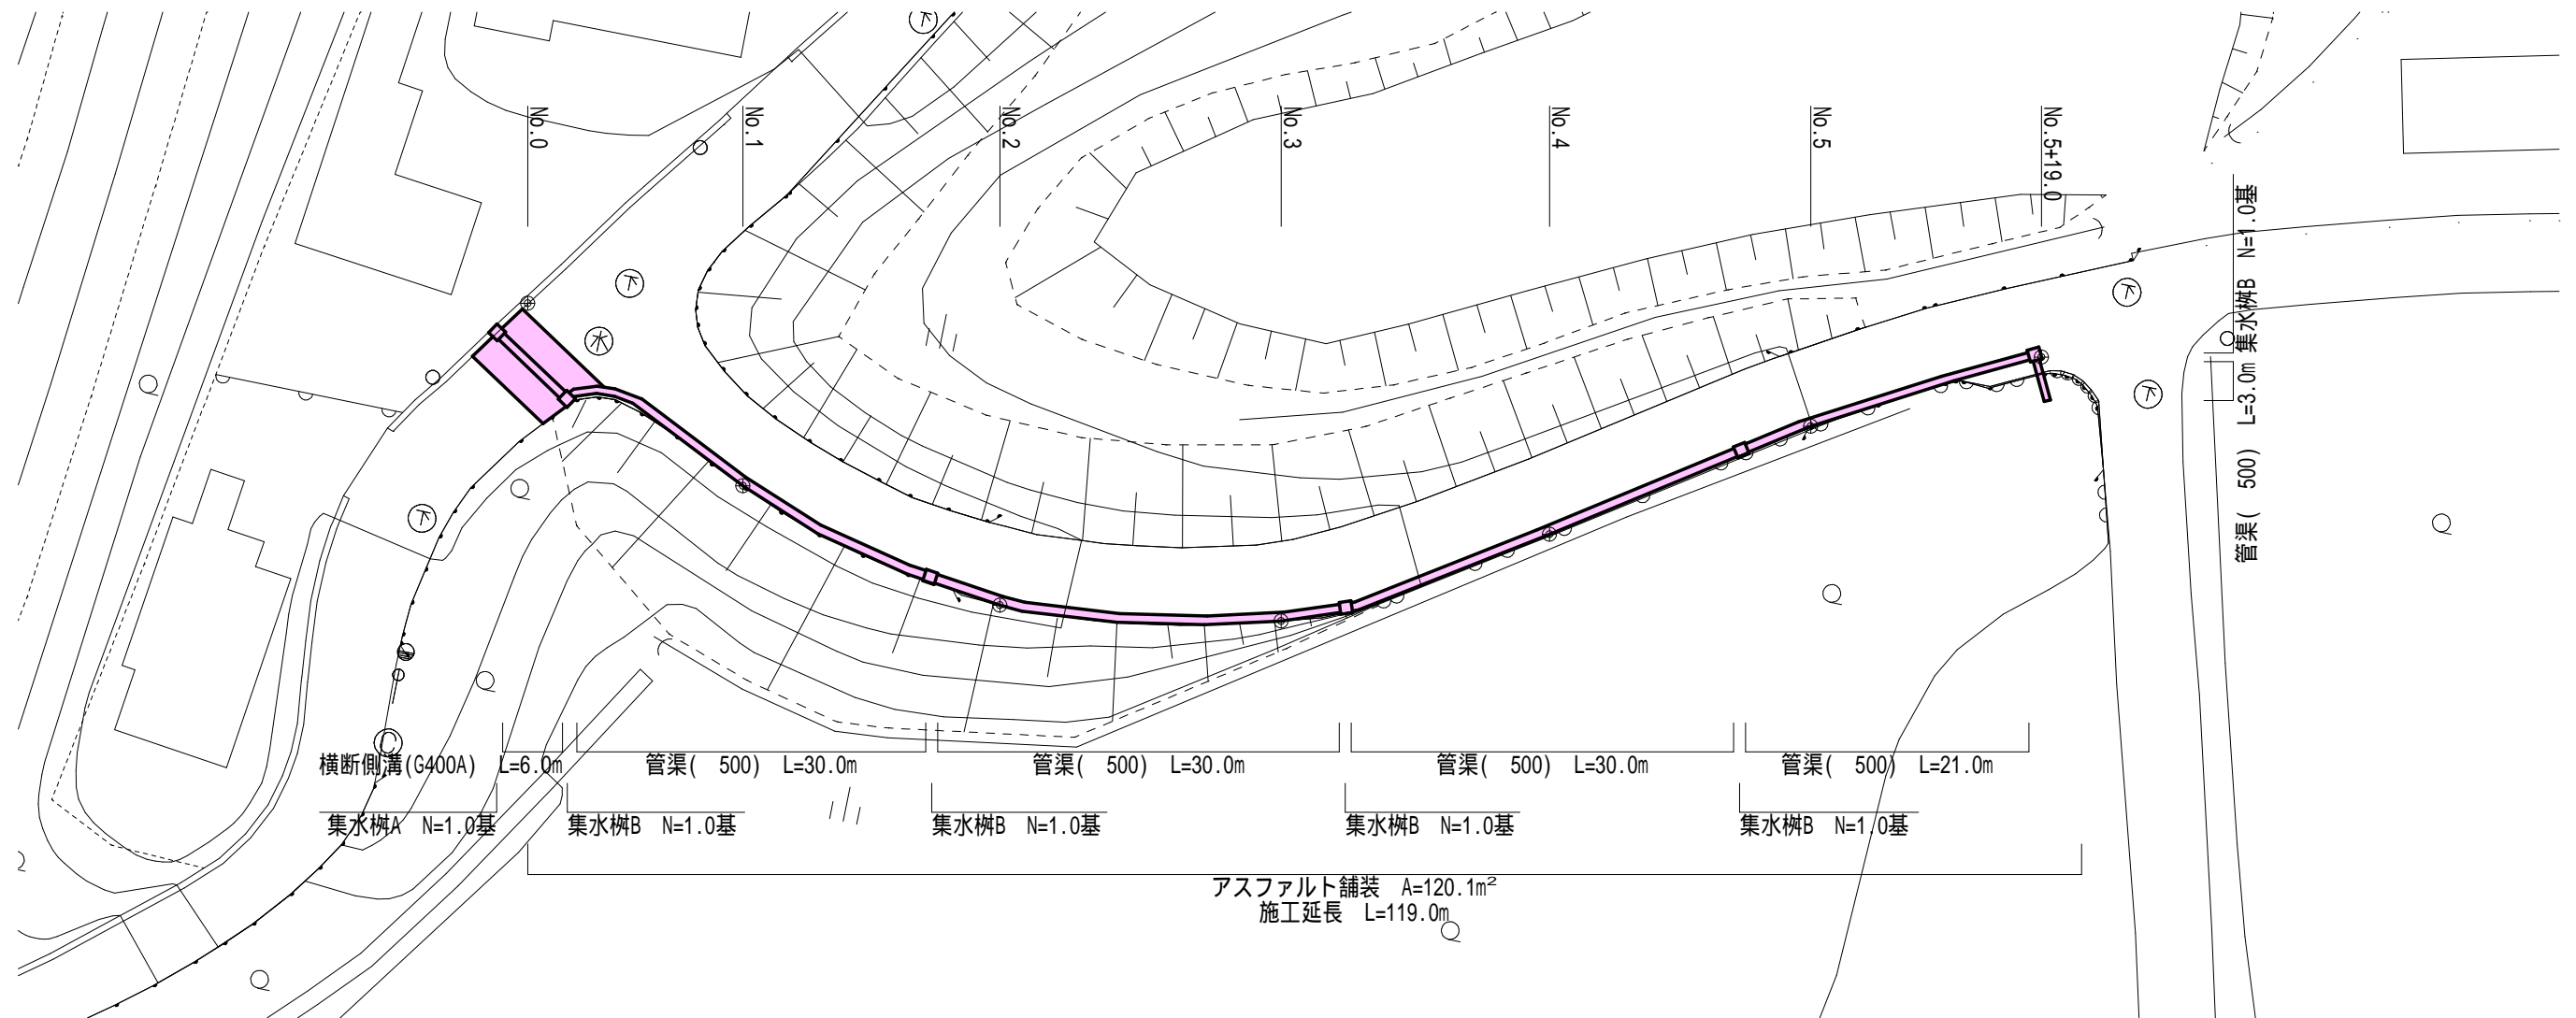 No.0
No.1
No.2
No.3
No.4
No.5
No.5+19.0
集水桝B　N=1.0基
管渠(　500)　L=3.0m
横断側溝(G400A)　L=6.0m
管渠(　500)　L=30.0m
管渠(　500)　L=30.0m
管渠(　500)　L=30.0m
管渠(　500)　L=21.0m
集水桝A　N=1.0基
集水桝B　N=1.0基
集水桝B　N=1.0基
集水桝B　N=1.0基
集水桝B　N=1.0基
アスファルト舗装　A=120.1m²
施工延長　L=119.0m